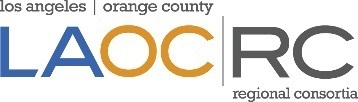 los angeles | orange county
LAOC|RC
regional consortia